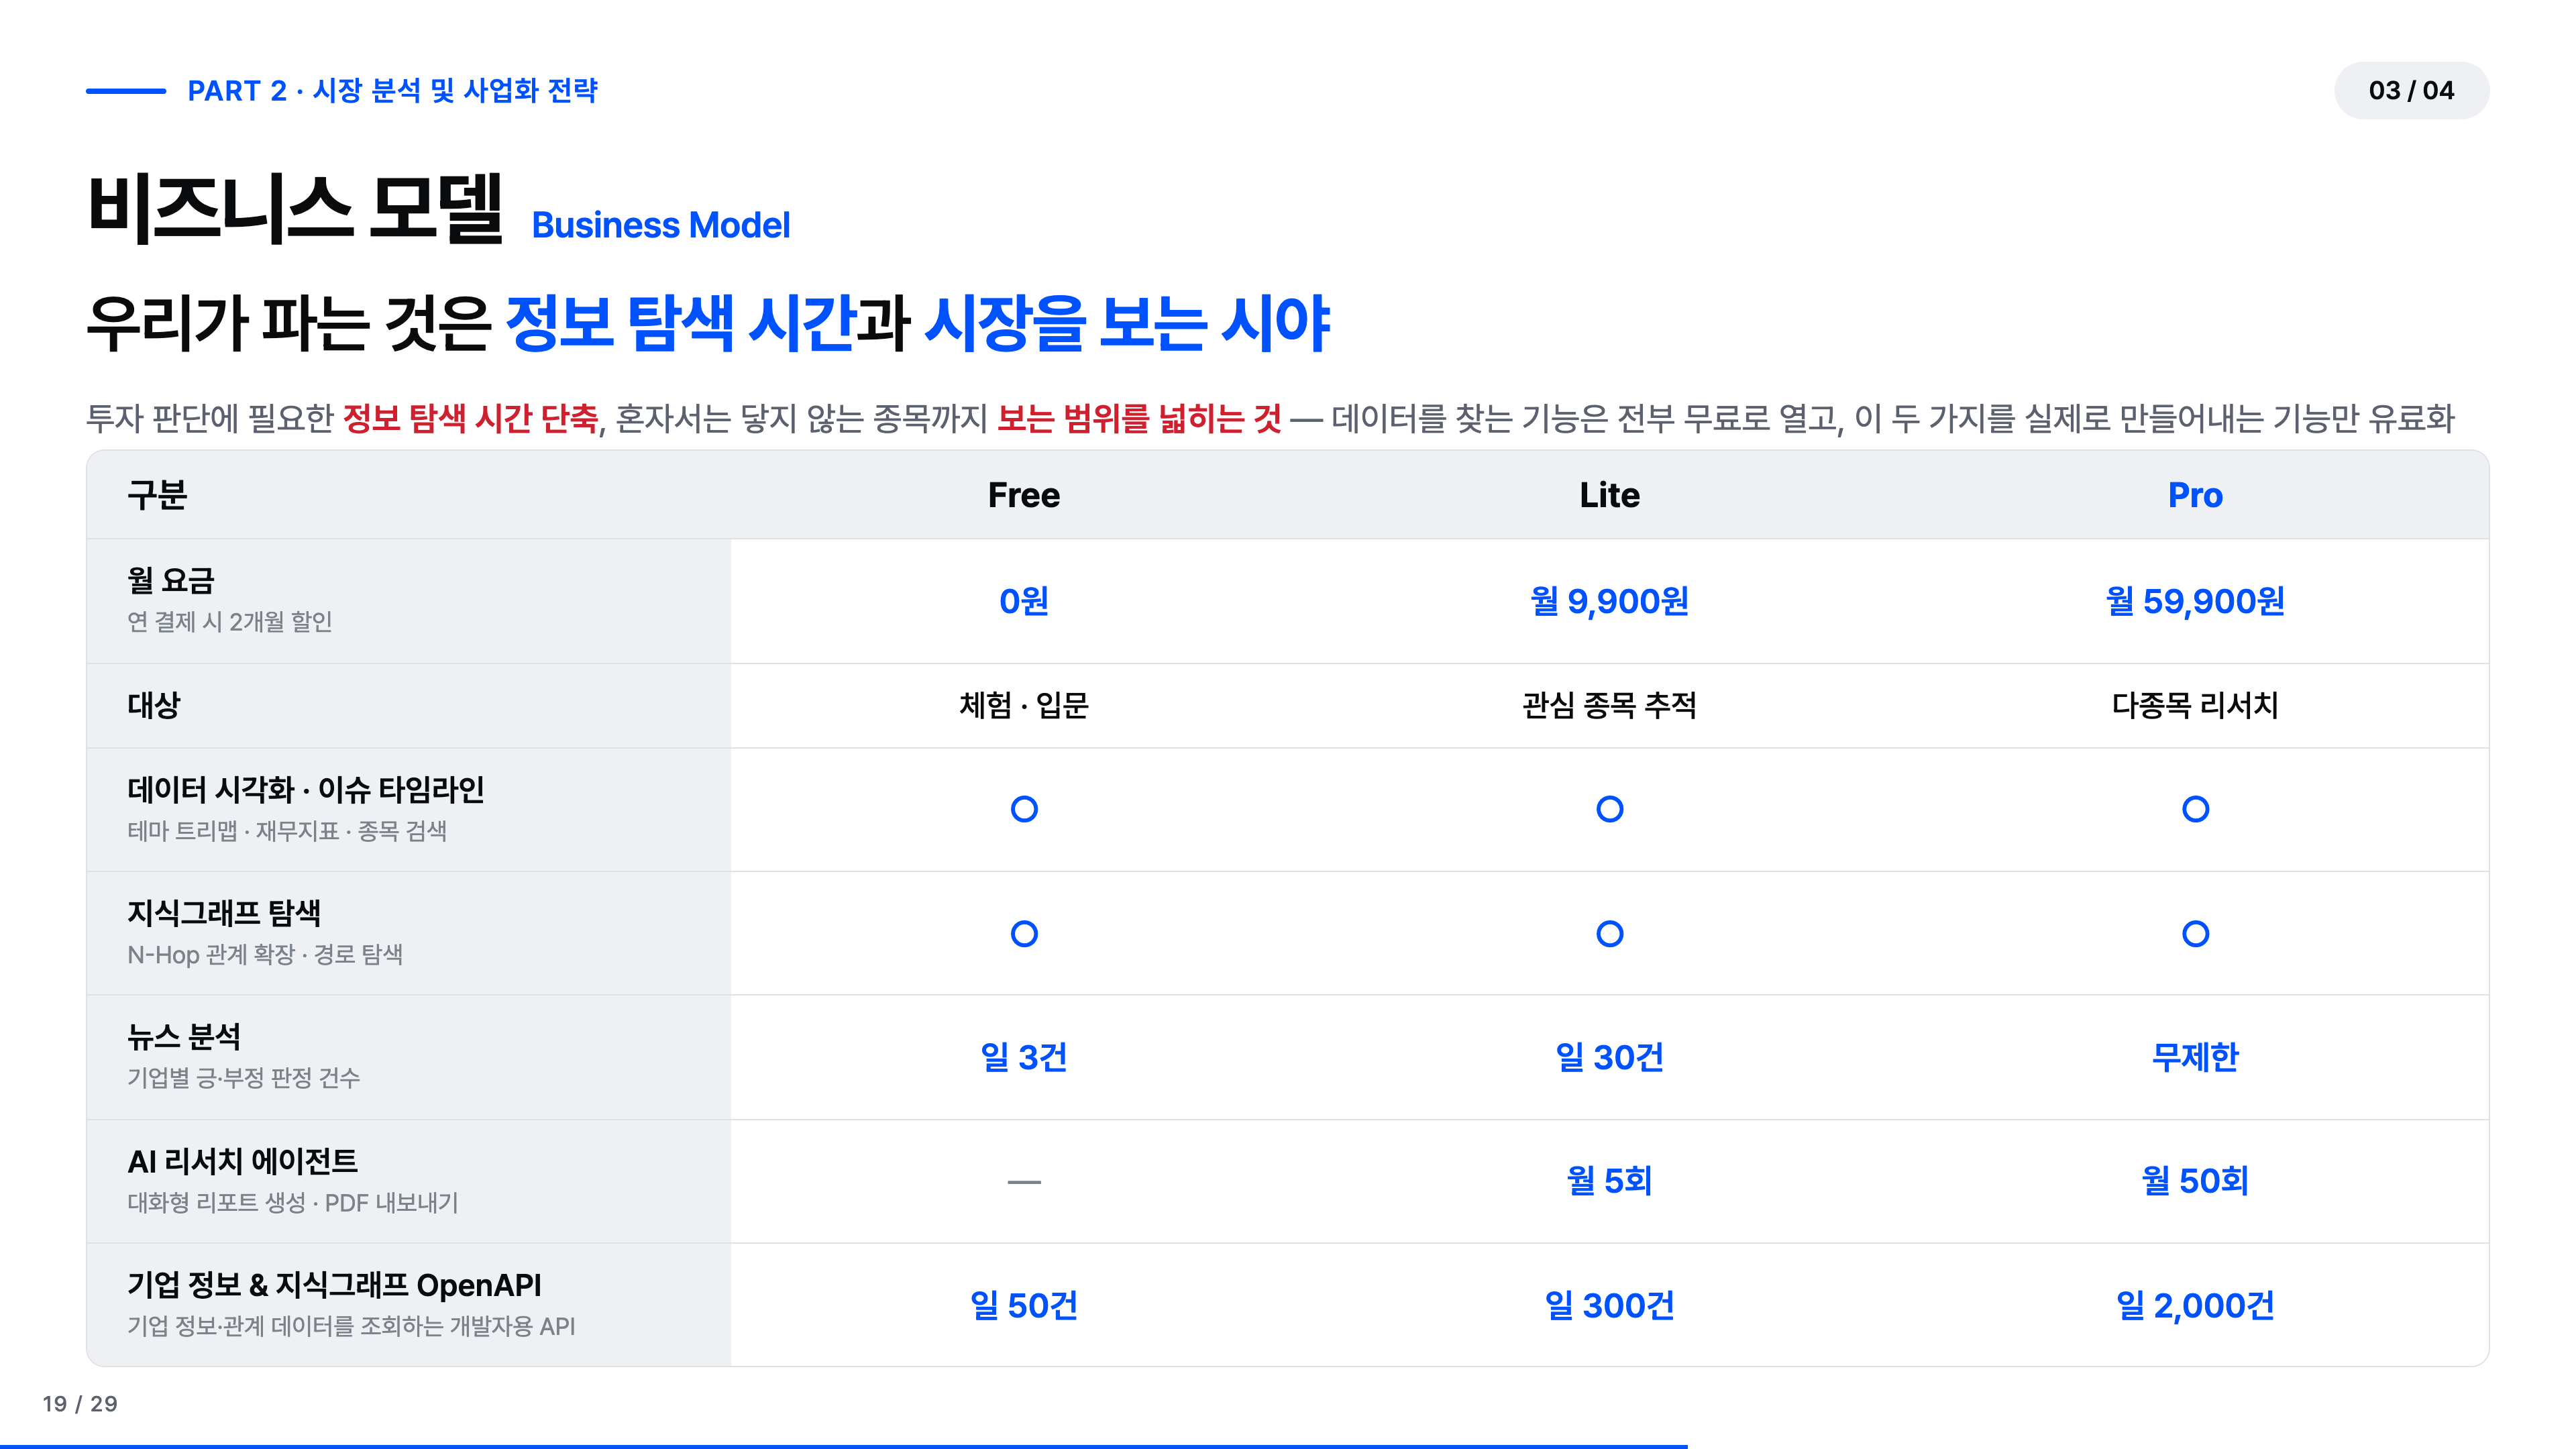 PART 2 · 시장 분석 및 사업화 전략
03 / 04
비즈니스 모델 Business Model
우리가 파는 것은 정보 탐색 시간과 시장을 보는 시야
투자 판단에 필요한 정보 탐색 시간 단축, 혼자서는 닿지 않는 종목까지 보는 범위를 넓히는 것 — 데이터를 찾는 기능은 전부 무료로 열고, 이 두 가지를 실제로 만들어내는 기능만 유료화
구분 Free Lite Pro
월 요금
연 결제 시 2개월 할인
0원 월 9,900원 월 59,900원
대상 체험 · 입문 관심 종목 추적 다종목 리서치
데이터 시각화 · 이슈 타임라인
테마 트리맵 · 재무지표 · 종목 검색
○ ○ ○
지식그래프 탐색
N-Hop 관계 확장 · 경로 탐색
○ ○ ○
뉴스 분석
기업별 긍·부정 판정 건수
일 3건 일 30건 무제한
AI 리서치 에이전트
대화형 리포트 생성 · PDF 내보내기
— 월 5회 월 50회
기업 정보 & 지식그래프 OpenAPI
기업 정보·관계 데이터를 조회하는 개발자용 API
일 50건 일 300건 일 2,000건
19 / 29